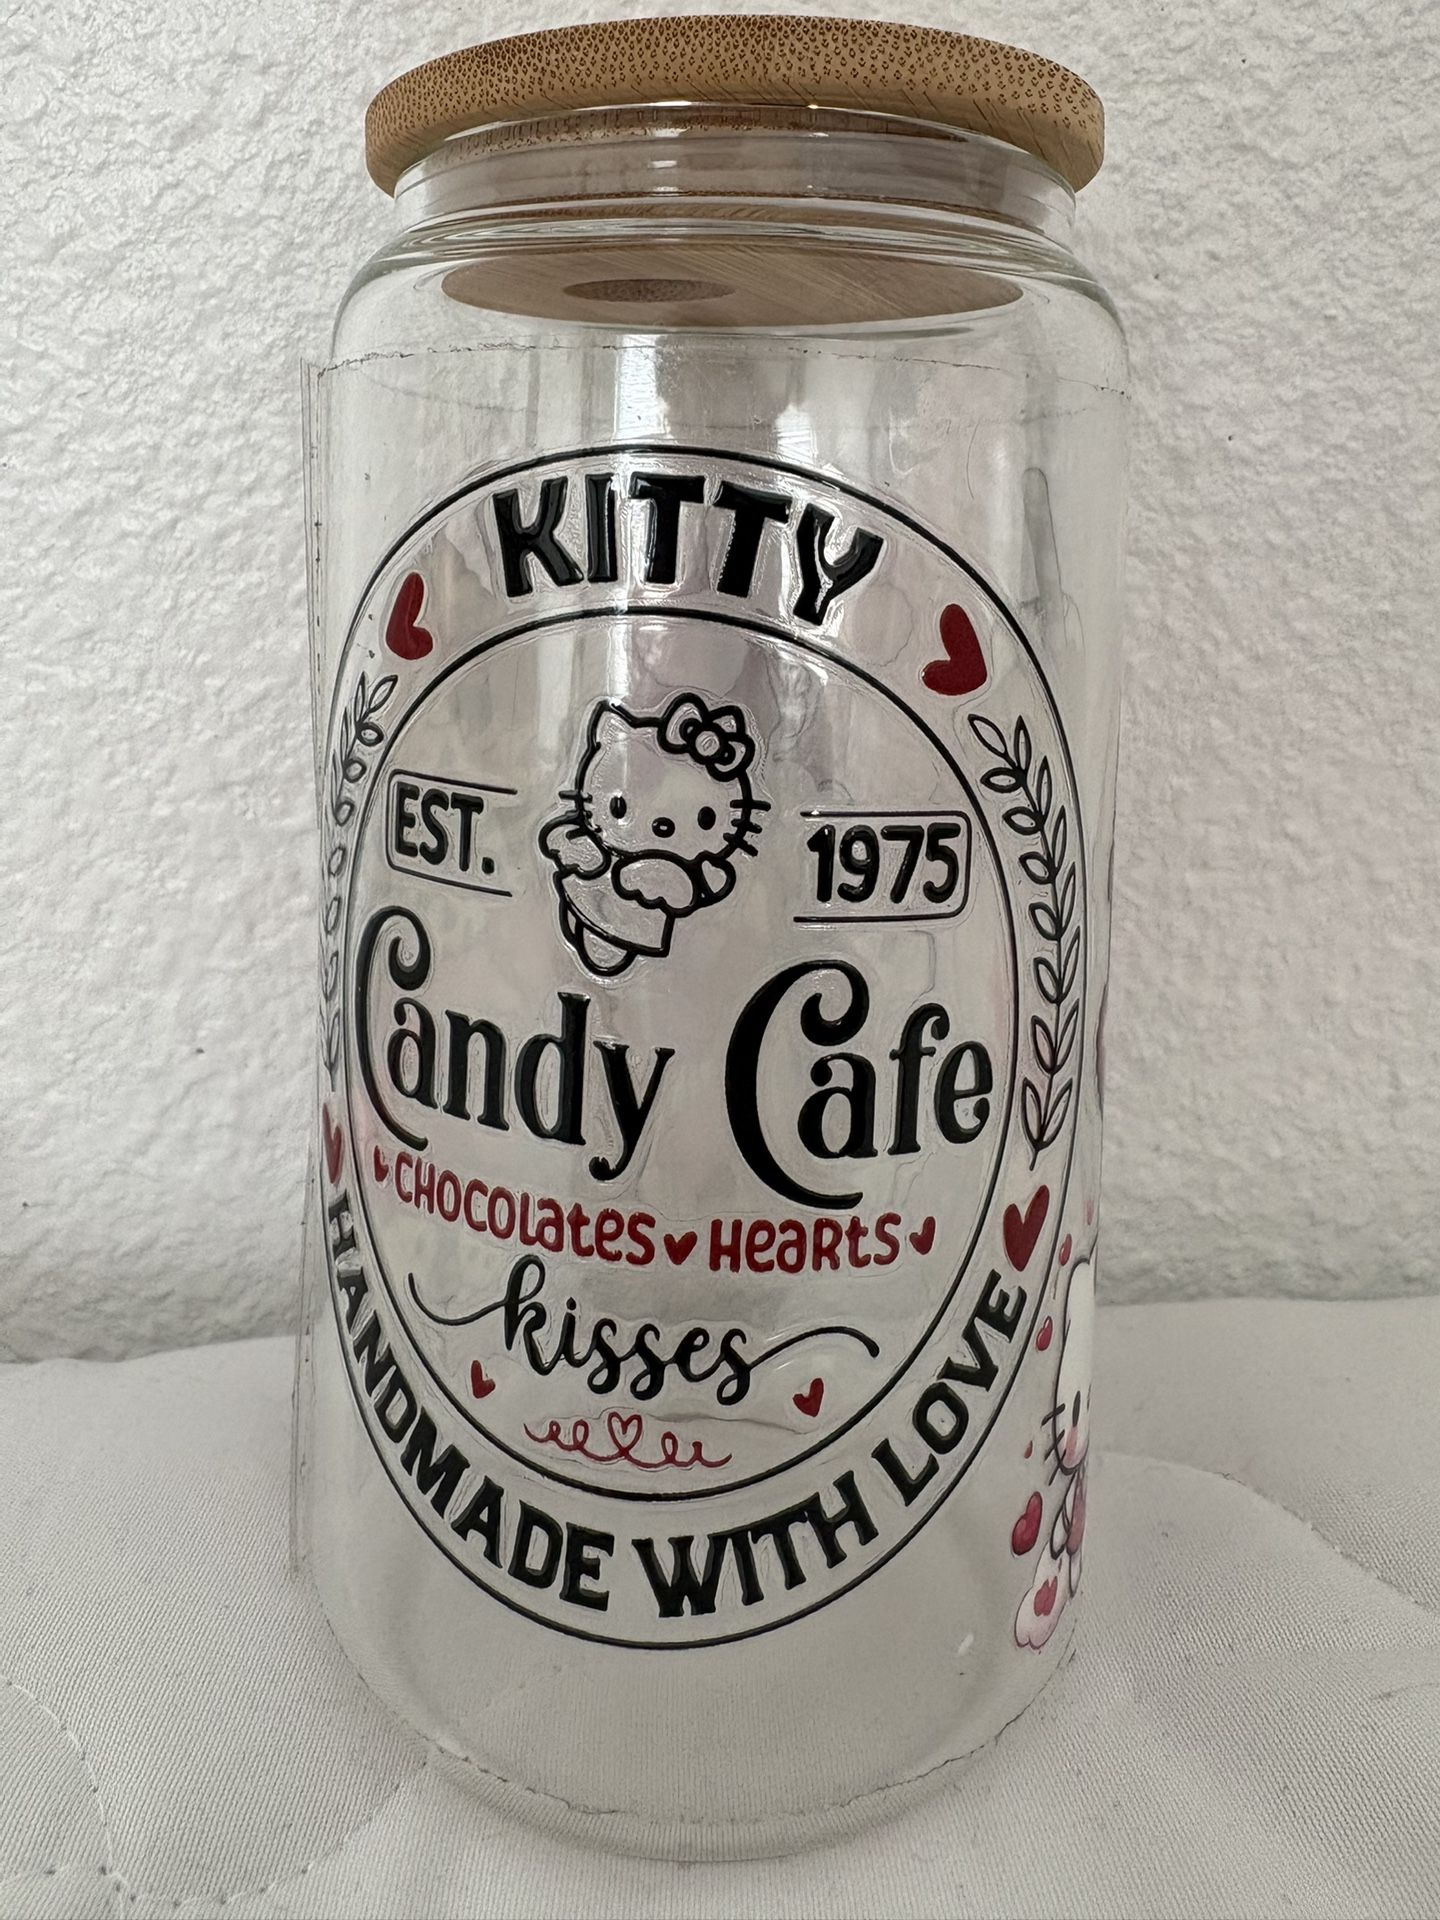 KITTY
EST. 1975
Candy Cafe
CHOCOLATES HEARTS
kisses
HANDMADE WITH LOVE